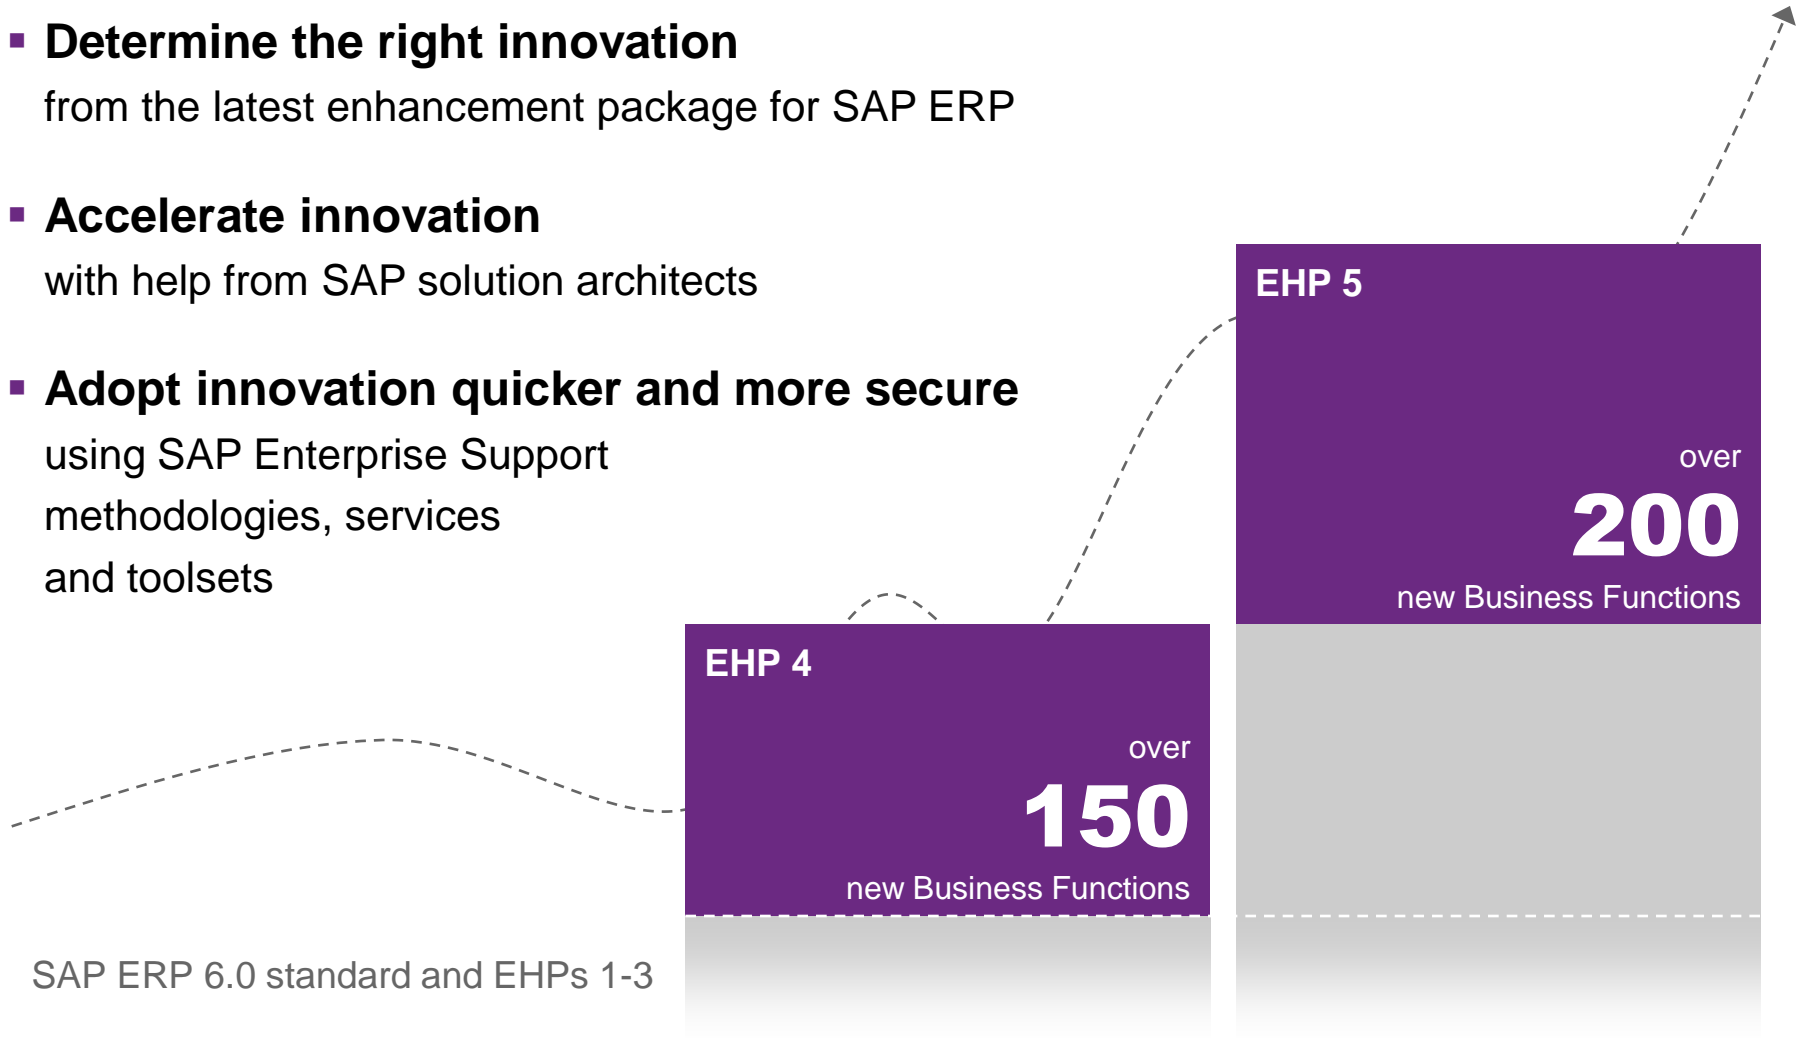 Determine the right innovation
from the latest enhancement package for SAP ERP
Accelerate innovation
with help from SAP solution architects
Adopt innovation quicker and more secure
using SAP Enterprise Support
methodologies, services
and toolsets
EHP 5
over
200
new Business Functions
EHP 4
over
150
new Business Functions
SAP ERP 6.0 standard and EHPs 1-3